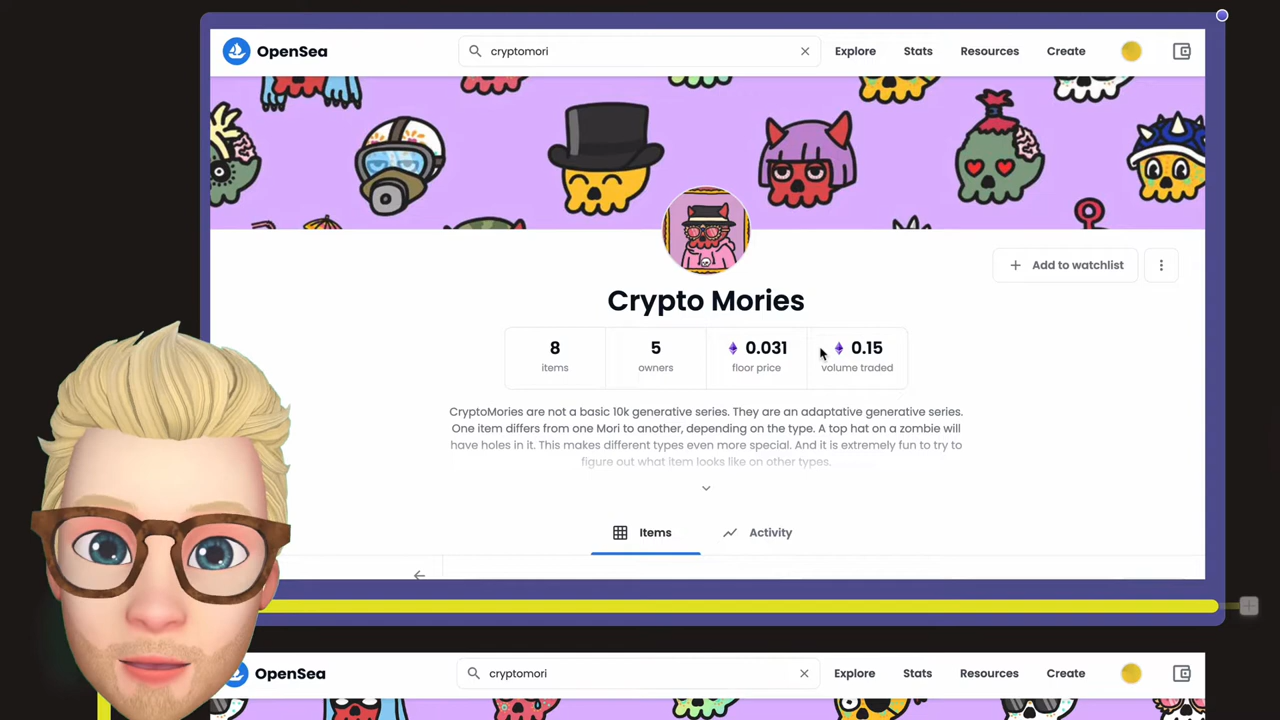 OpenSea
cryptomori
Explore
Stats
Resources
Create
Add to watchlist
Crypto Mories
8
items
5
owners
0.031
floor price
0.15
volume traded
CryptoMories are not a basic 10k generative series. They are an adaptative generative series.
One item differs from one Mori to another, depending on the type. A top hat on a zombie will
have holes in it. This makes different types even more special. And it is extremely fun to try to
figure out what item looks like on other types.
Items
Activity
OpenSea
cryptomori
Explore
Stats
Resources
Create